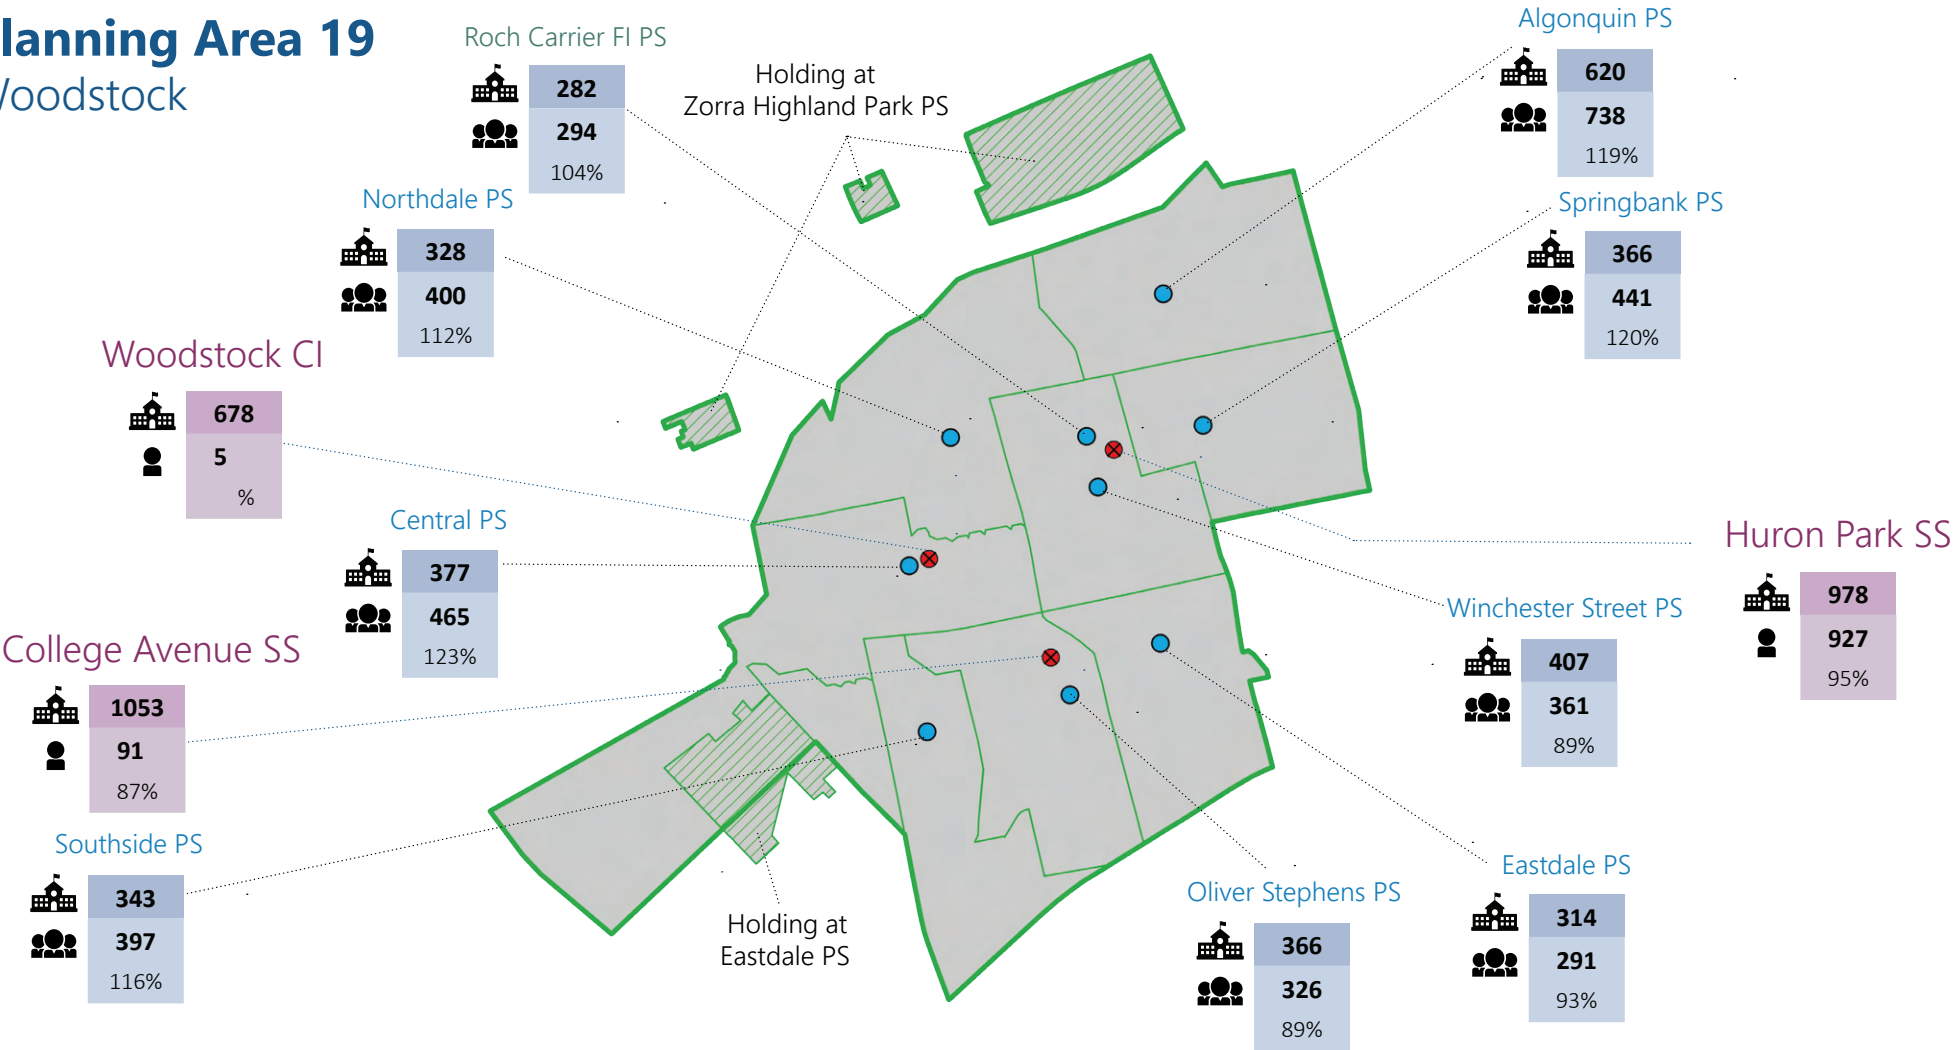 lanning Area 19
Woodstock
Roch Carrier FI PS
282
294
104%
Holding at
Zorra Highland Park PS
Algonquin PS
620
738
119%
Northdale PS
328
400
112%
Springbank PS
366
441
120%
Woodstock CI
678
5
%
Central PS
377
465
123%
Huron Park SS
978
927
95%
Winchester Street PS
407
361
89%
College Avenue SS
1053
91
87%
Southside PS
343
397
116%
Holding at
Eastdale PS
Oliver Stephens PS
366
326
89%
Eastdale PS
314
291
93%